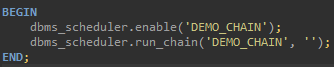 BEGIN
dbms_scheduler.enable('DEMO_CHAIN');
dbms_scheduler.run_chain('DEMO_CHAIN', '');
END;